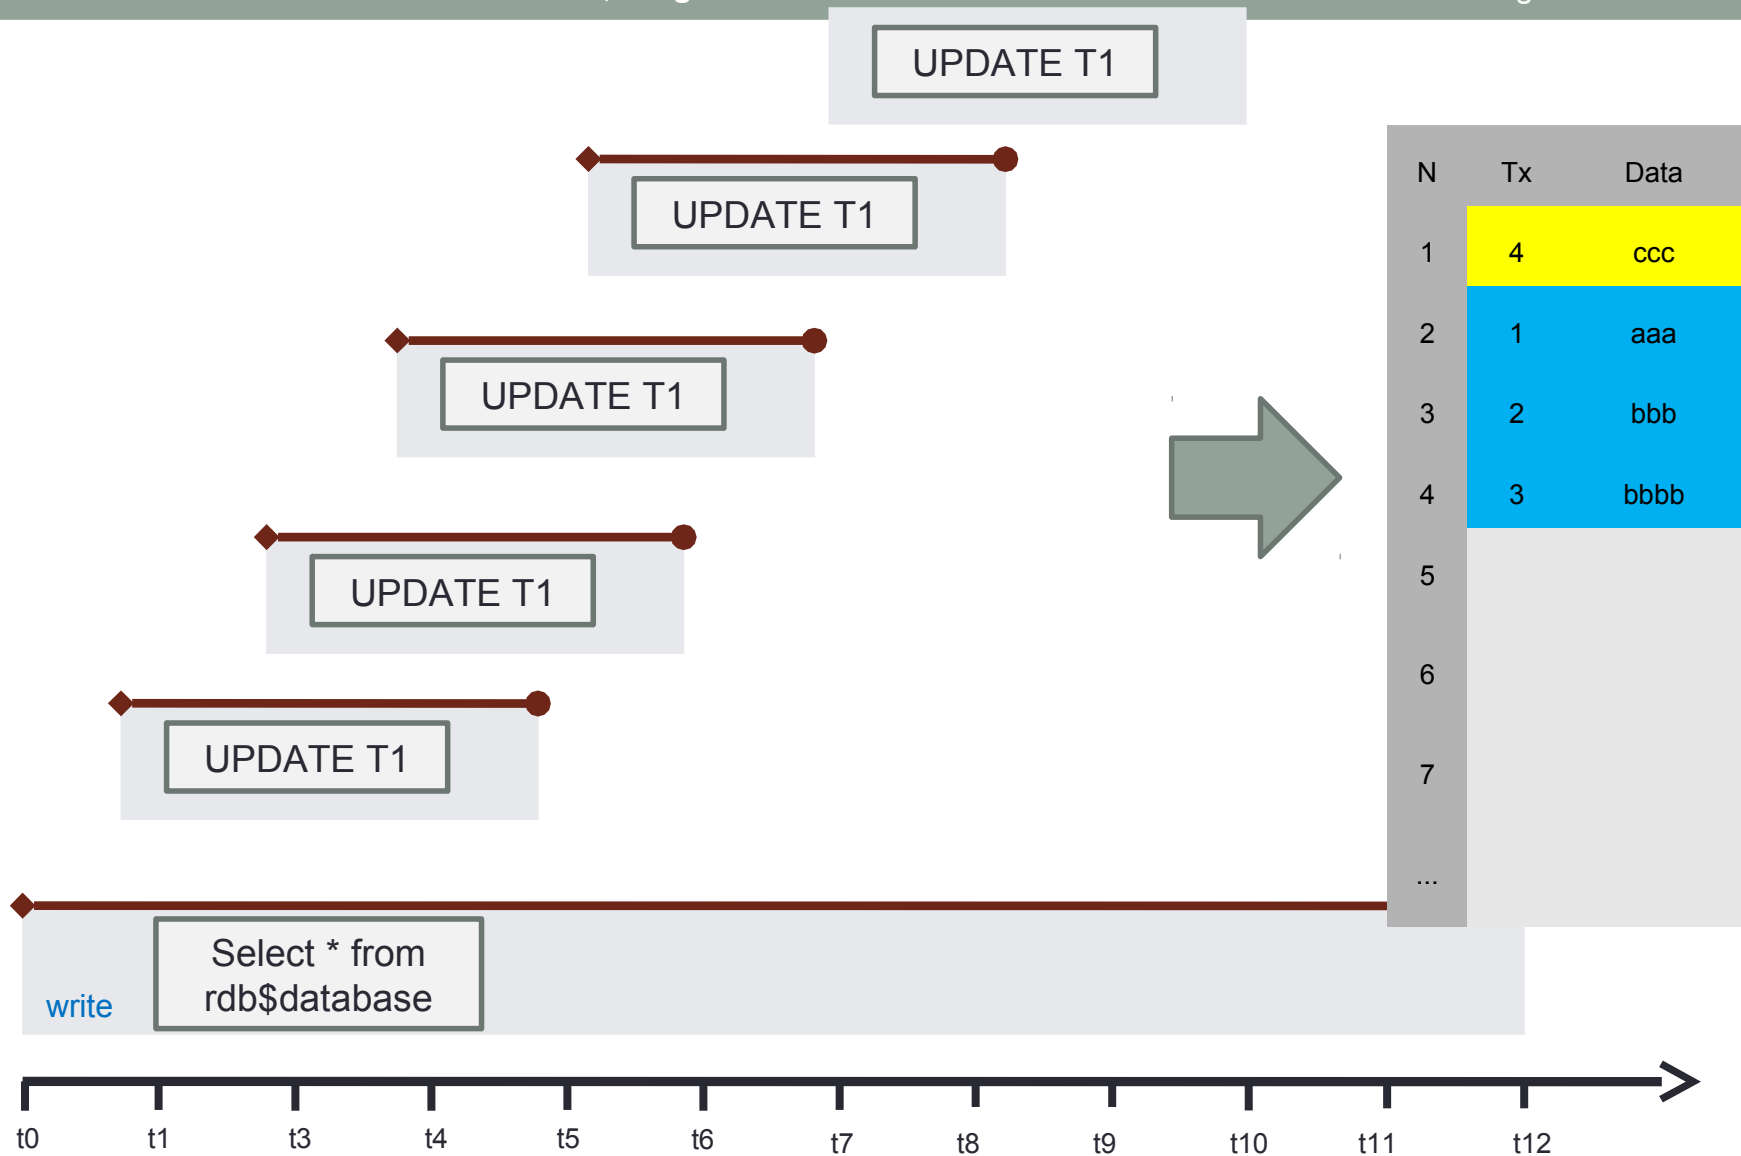 UPDATE T1
UPDATE T1
UPDATE T1
UPDATE T1
UPDATE T1
Select * from
rdb$database
write
N Tx Data
1 4 ccc
2 1 aaa
3 2 bbb
4 3 bbbb
5
6
7
...
t0 t1 t3 t4 t5 t6 t7 t8 t9 t10 t11 t12